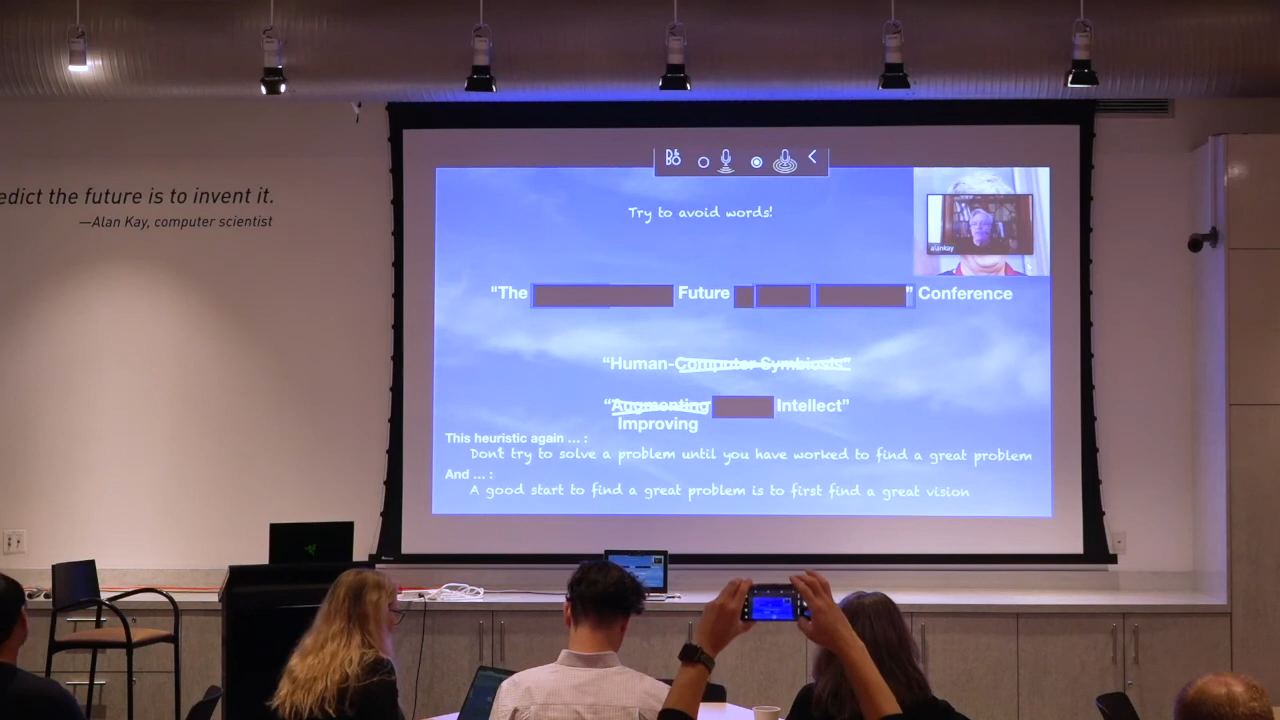 edict the future is to invent it.
—Alan Kay, computer scientist
Try to avoid words!
alankay
"The Future ” Conference
“Human-Computer Symbiosis”
“Augmenting Intellect”
Improving
This heuristic again ... :
Don't try to solve a problem until you have worked to find a great problem
And ... :
A good start to find a great problem is to first find a great vision